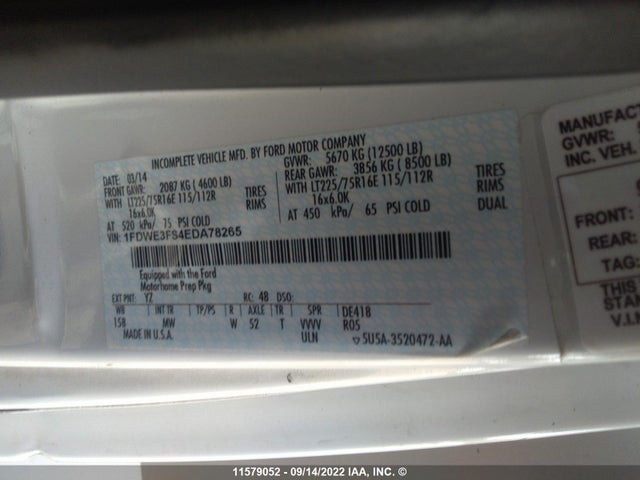 INCOMPLETE VEHICLE MFD. BY FORD MOTOR COMPANY
DATE: 03/14 GVWR: 5670 KG (12500 LB)
FRONT GAWR: 2087 KG (4600 LB) REAR GAWR: 3856 KG (8500 LB)
WITH LT225/75R16E 115/112R TIRES WITH LT225/75R16E 115/112R TIRES
16x6.0K RIMS 16x6.0K RIMS
AT 520 kPa/ 75 PSI COLD AT 450 kPa/ 65 PSI COLD DUAL
VIN: 1FDWE3FS4EDA78265
Equipped with the Ford
Motorhome Prep Pkg
EXT PNT: YZ RC: 48 DSO:
WB INT TR TP/PS R AXLE TR SPR DE418
158 MW W 52 T VVVV ROS
MADE IN U.S.A. ULN 5U5A-3520472-AA
MANUFACT
GVWR:
INC. VEH.
FRONT:
REAR:
TAG:
THIS
STAN
V.I.N
11579052 - 09/14/2022 IAA, INC. ©